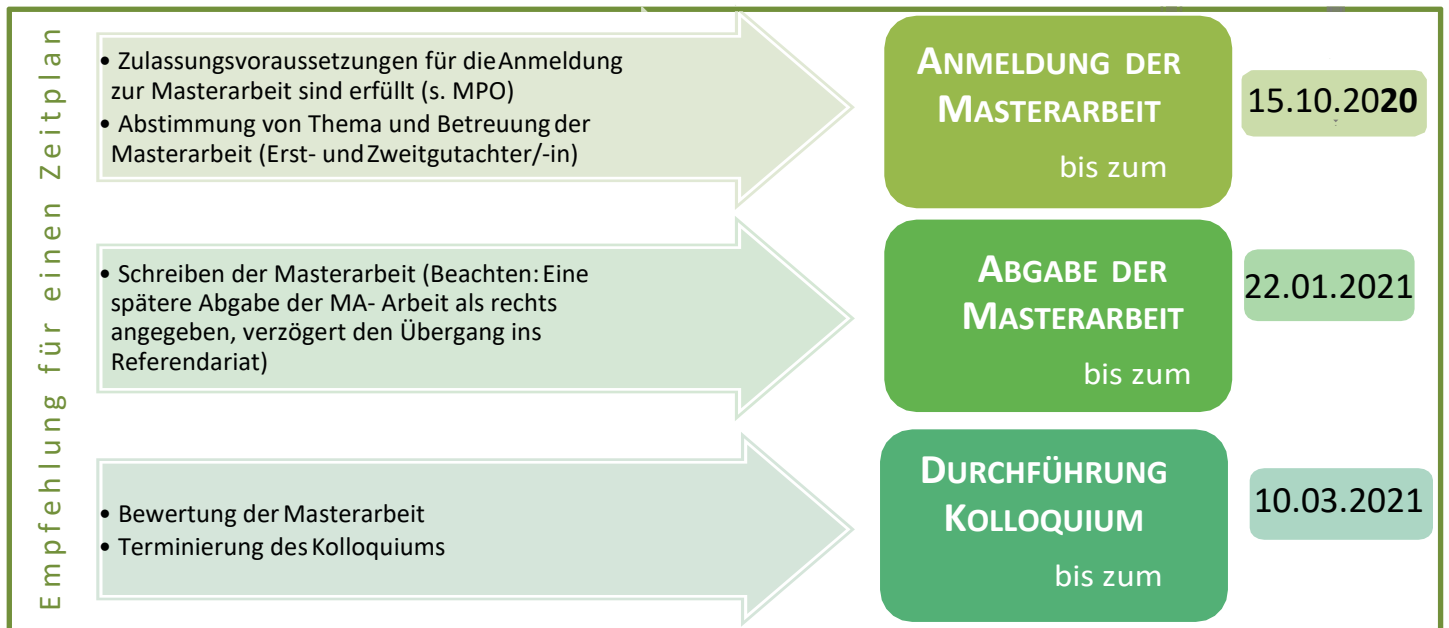 Empfehlung für einen Zeitplan
• Zulassungsvoraussetzungen für die Anmeldung
zur Masterarbeit sind erfüllt (s. MPO)
• Abstimmung von Thema und Betreuung der
Masterarbeit (Erst- und Zweitgutachter/-in)
ANMELDUNG DER
MASTERARBEIT
bis zum
15.10.2020
• Schreiben der Masterarbeit (Beachten: Eine
spätere Abgabe der MA- Arbeit als rechts
angegeben, verzögert den Übergang ins
Referendariat)
ABGABE DER
MASTERARBEIT
bis zum
22.01.2021
• Bewertung der Masterarbeit
• Terminierung des Kolloquiums
DURCHFÜHRUNG
KOLLOQUIUM
bis zum
10.03.2021